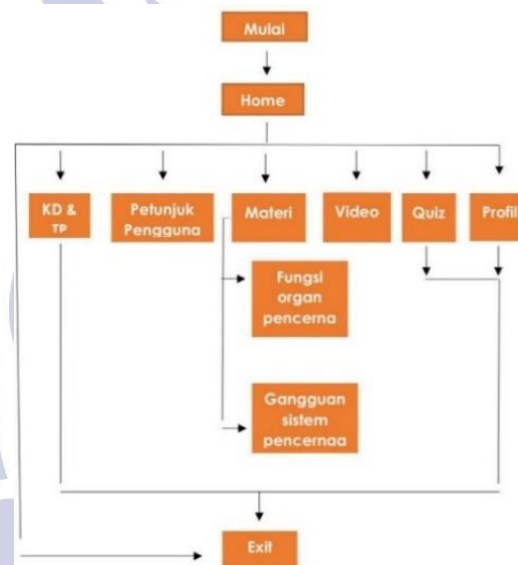 Mulai
Home
KD &
TP
Petunjuk
Pengguna
Materi
Video
Quiz
Profil
Fungsi
organ
pencerna
Gangguan
sistem
pencernaa
Exit